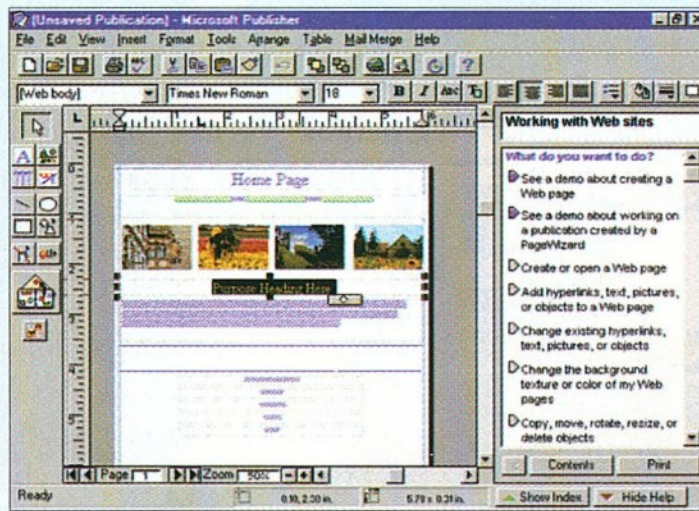 [Unsaved Publication] - Microsoft Publisher
File Edit View Insert Format Tools Arrange Table Mail Merge Help
[Web body] Times New Roman 18 B I Abc
Working with Web sites
What do you want to do?
See a demo about creating a
Web page
See a demo about working on
a publication created by a
PageWizard
Create or open a Web page
Add hyperlinks, text, pictures,
or objects to a Web page
Change existing hyperlinks,
text, pictures, or objects
Change the background
texture or color of my Web
pages
Copy, move, rotate, resize, or
delete objects
Contents Print
Home Page
Purpose Heading Here
Page 1 Zoom 50%
Ready 0.10, 2.30 in. 5.79 x 0.31 in. Show Index Hide Help